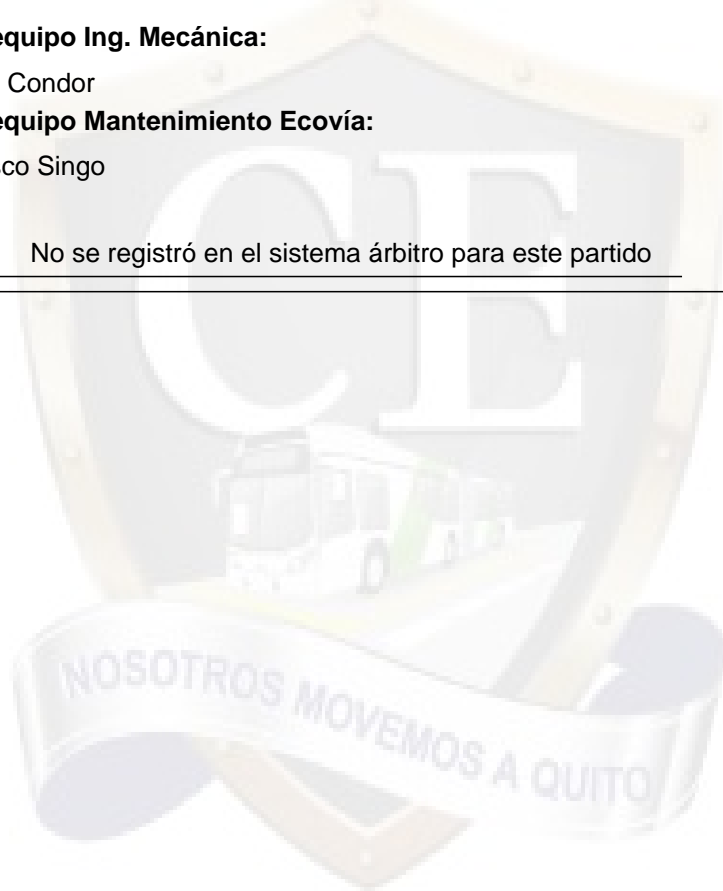 equipo Ing. Mecánica:
Condor
equipo Mantenimiento Ecovía:
sco Singo
No se registró en el sistema árbitro para este partido
CE
NOSOTROS MOVEMOS A QUITO